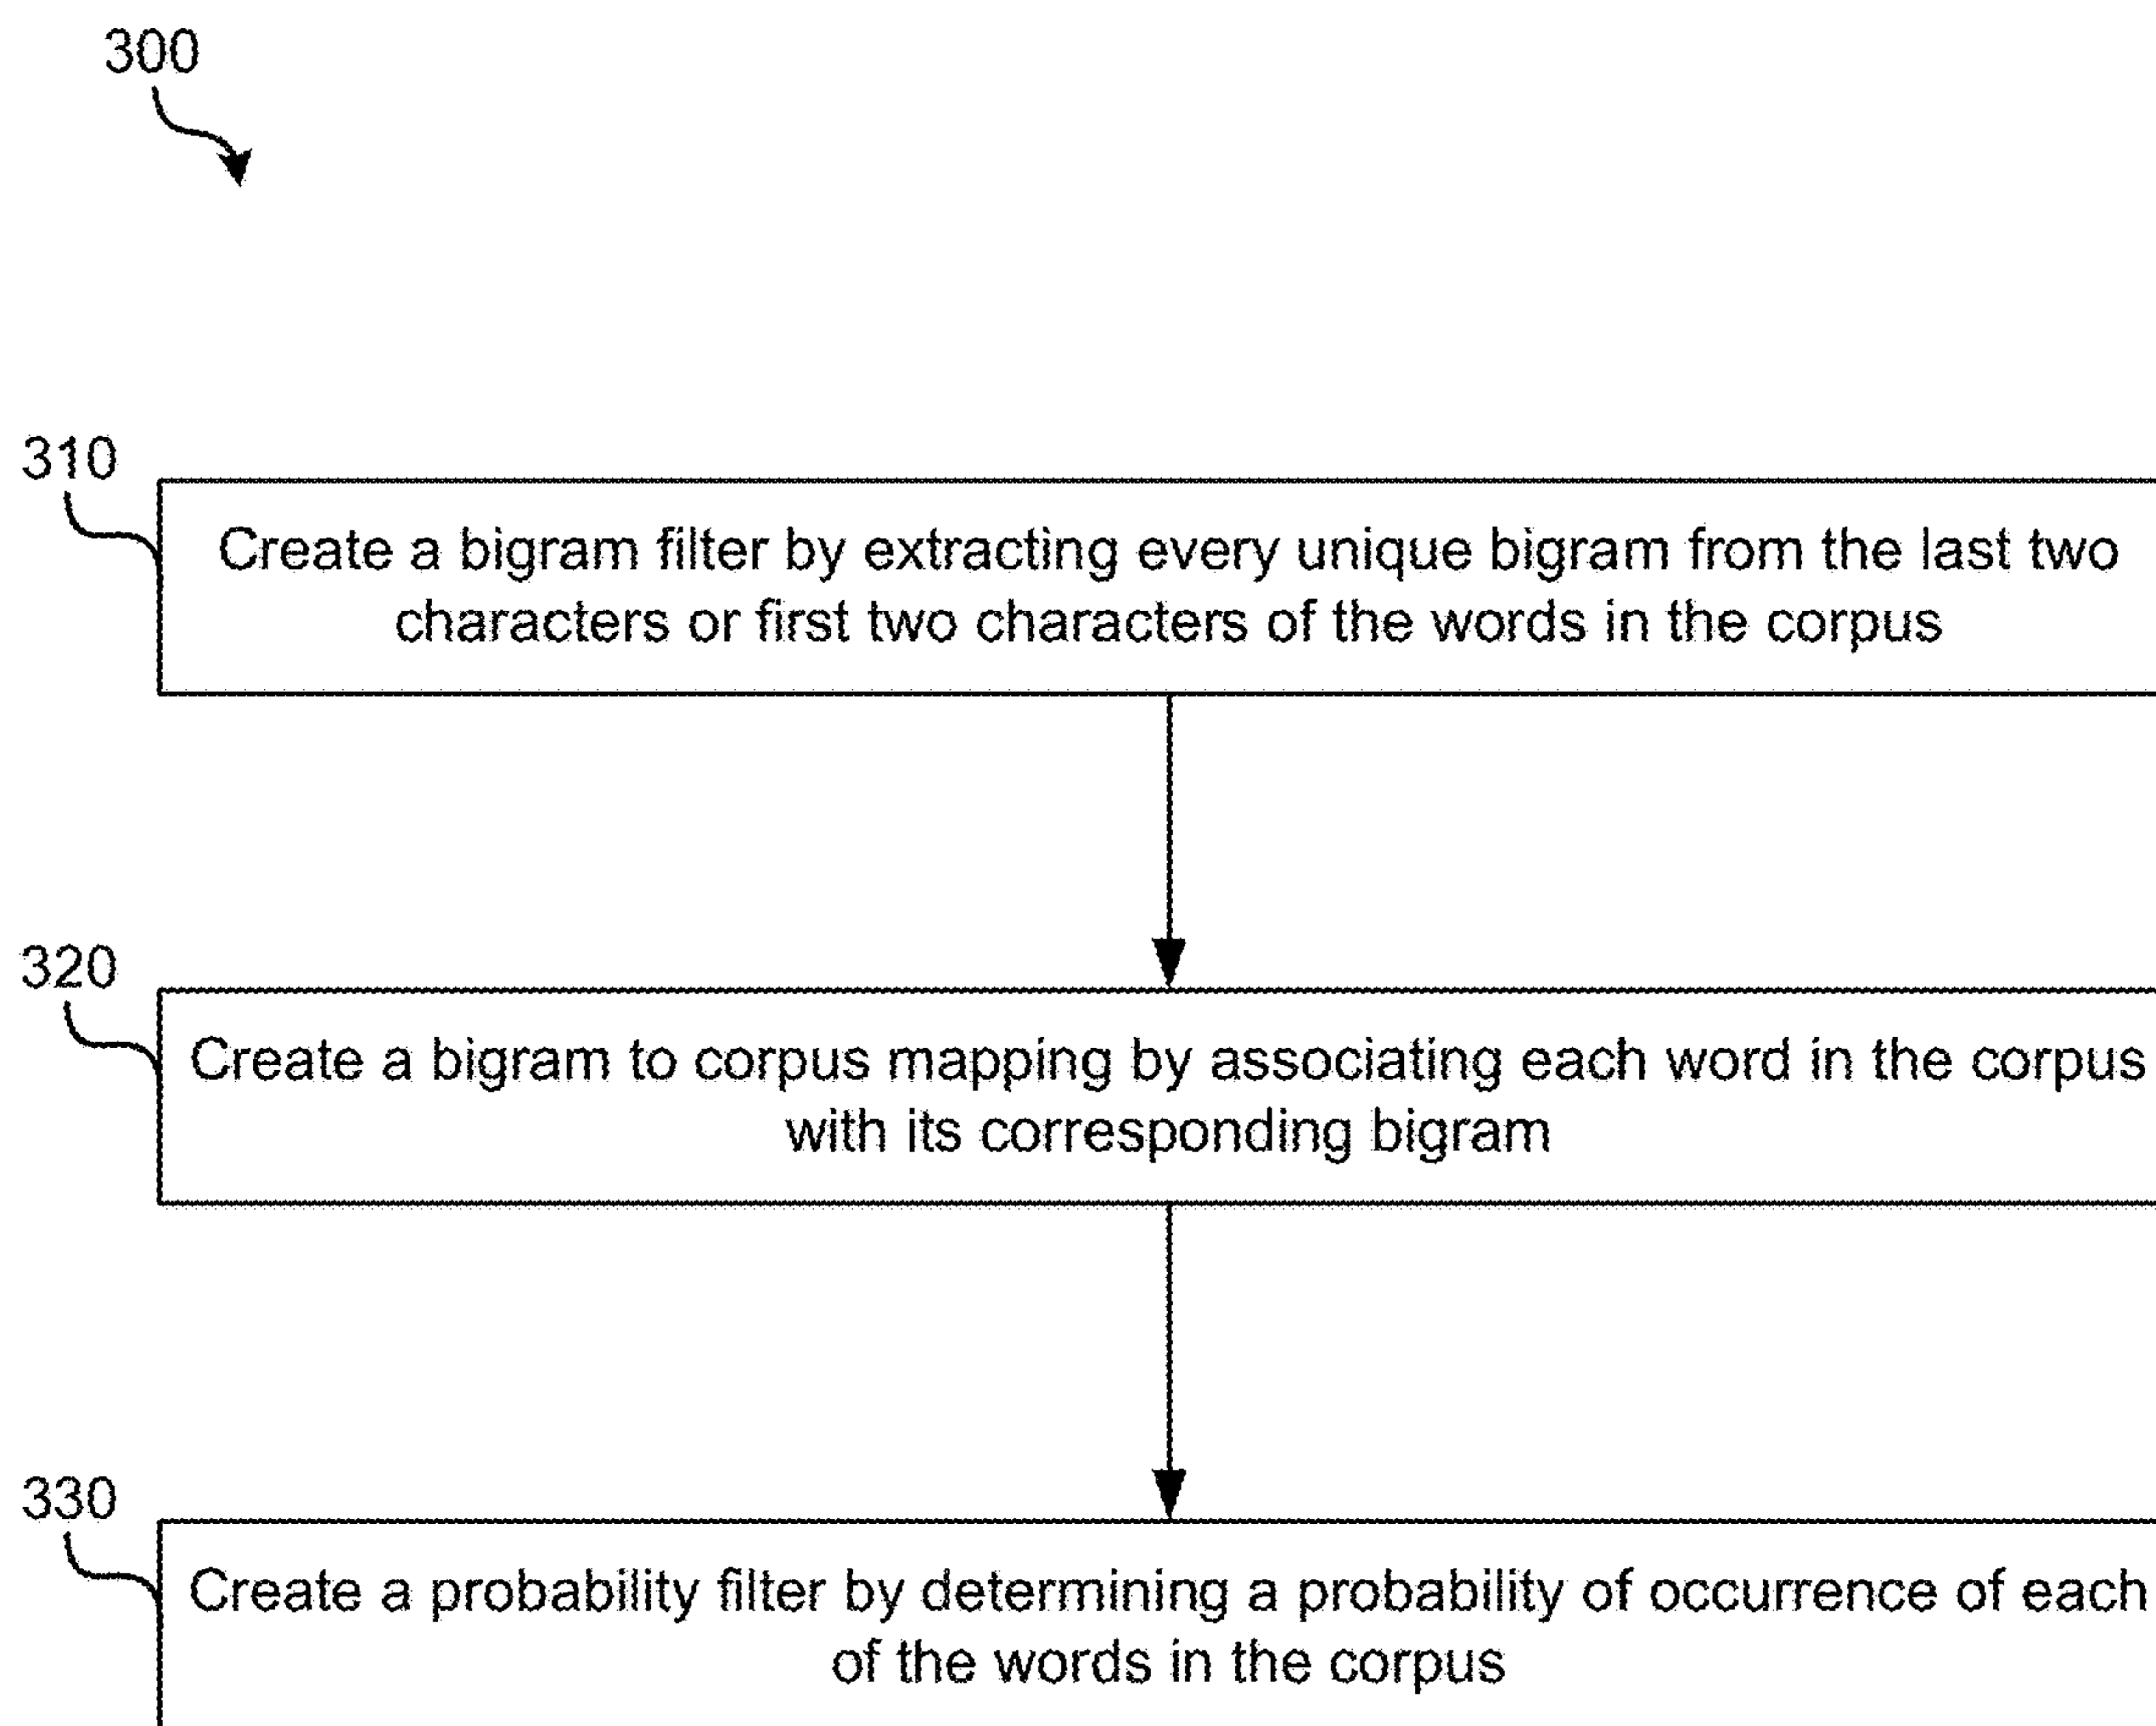 300
310
Create a bigram filter by extracting every unique bigram from the last two
characters or first two characters of the words in the corpus
320
Create a bigram to corpus mapping by associating each word in the corpus
with its corresponding bigram
330
Create a probability filter by determining a probability of occurrence of each
of the words in the corpus